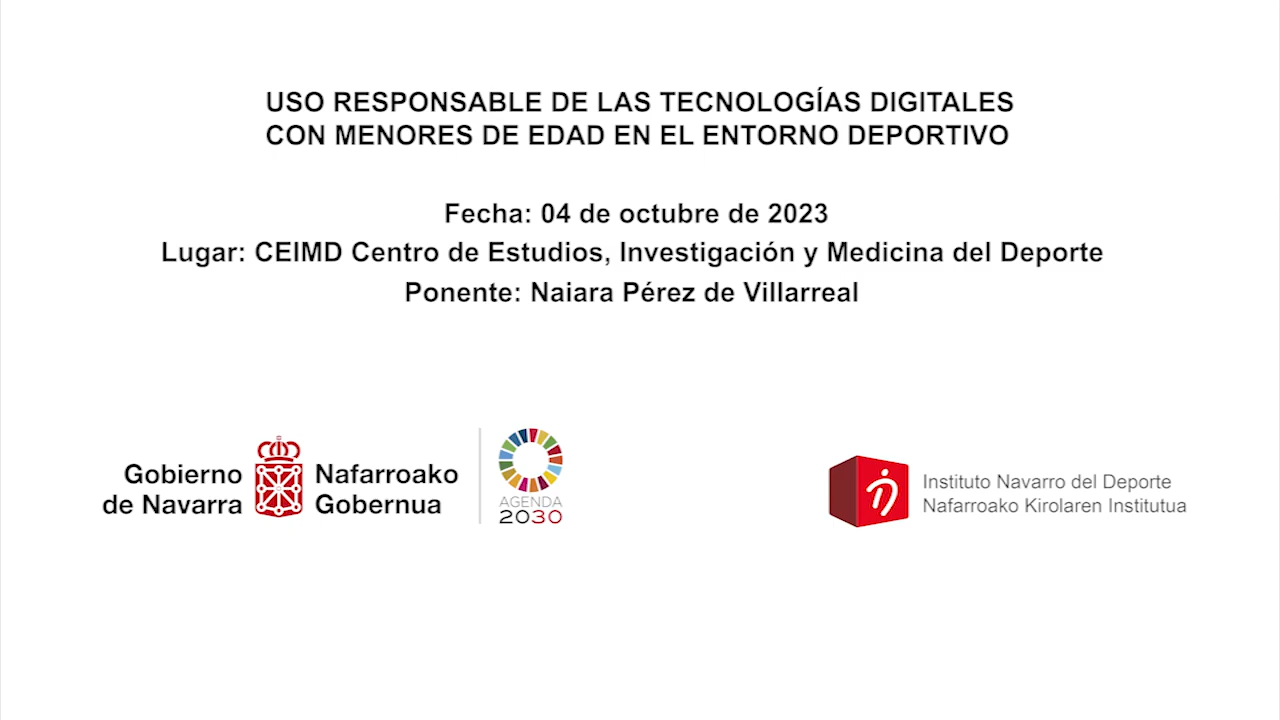 USO RESPONSABLE DE LAS TECNOLOGÍAS DIGITALES
CON MENORES DE EDAD EN EL ENTORNO DEPORTIVO
Fecha: 04 de octubre de 2023
Lugar: CEIMD Centro de Estudios, Investigación y Medicina del Deporte
Ponente: Naiara Pérez de Villarreal
Gobierno
de Navarra
Nafarroako
Gobernua
AGENDA
2030
Instituto Navarro del Deporte
Nafarroako Kirolaren Institutua